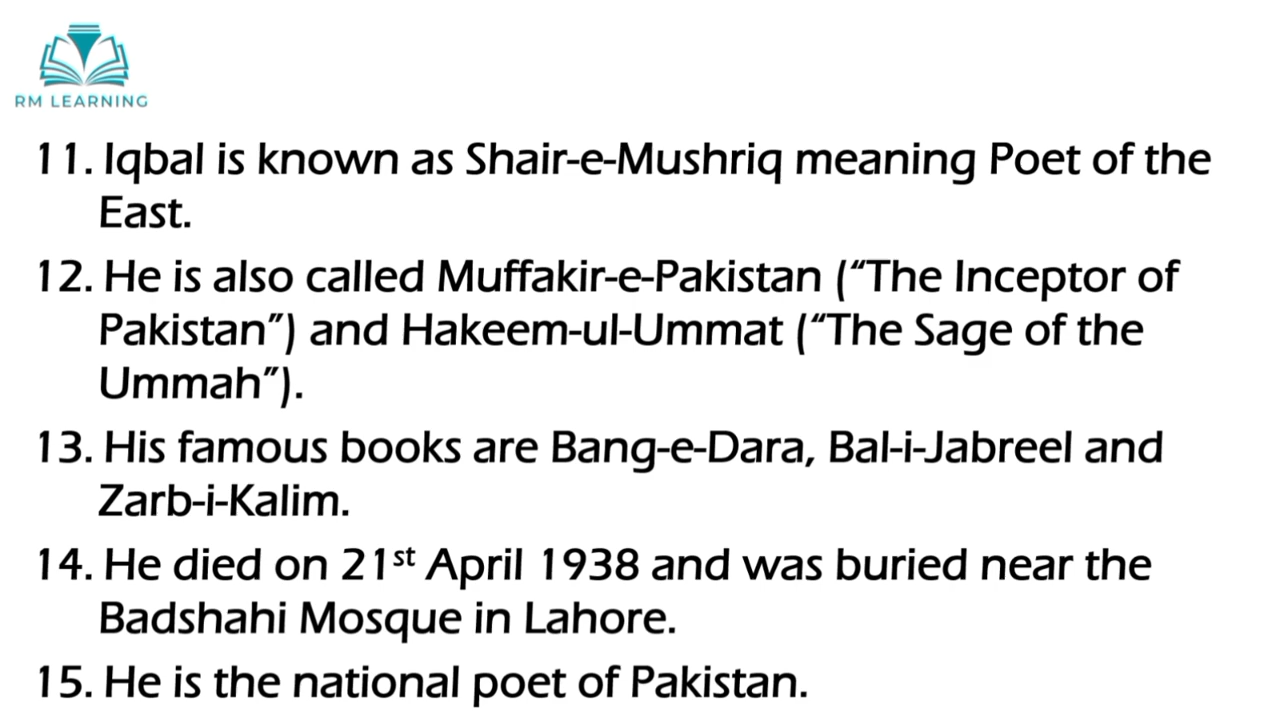 RM LEARNING
11. Iqbal is known as Shair-e-Mushriq meaning Poet of the
East.
12. He is also called Muffakir-e-Pakistan (“The Inceptor of
Pakistan”) and Hakeem-ul-Ummat (“The Sage of the
Ummah”).
13. His famous books are Bang-e-Dara, Bal-i-Jabreel and
Zarb-i-Kalim.
14. He died on 21st April 1938 and was buried near the
Badshahi Mosque in Lahore.
15. He is the national poet of Pakistan.